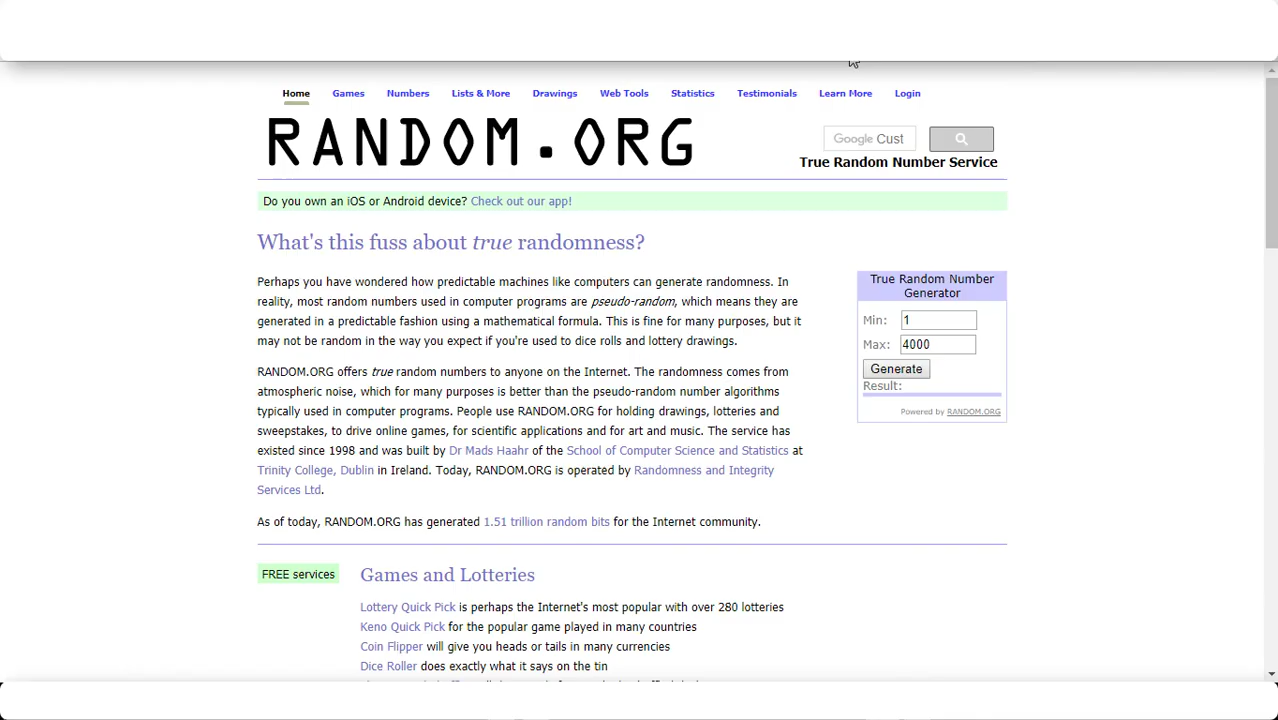 Home Games Numbers Lists & More Drawings Web Tools Statistics Testimonials Learn More Login
RANDOM.ORG
Google Cust
True Random Number Service
Do you own an iOS or Android device? Check out our app!
What's this fuss about true randomness?
Perhaps you have wondered how predictable machines like computers can generate randomness. In
reality, most random numbers used in computer programs are pseudo-random, which means they are
generated in a predictable fashion using a mathematical formula. This is fine for many purposes, but it
may not be random in the way you expect if you're used to dice rolls and lottery drawings.
RANDOM.ORG offers true random numbers to anyone on the Internet. The randomness comes from
atmospheric noise, which for many purposes is better than the pseudo-random number algorithms
typically used in computer programs. People use RANDOM.ORG for holding drawings, lotteries and
sweepstakes, to drive online games, for scientific applications and for art and music. The service has
existed since 1998 and was built by Dr Mads Haahr of the School of Computer Science and Statistics at
Trinity College, Dublin in Ireland. Today, RANDOM.ORG is operated by Randomness and Integrity
Services Ltd.
As of today, RANDOM.ORG has generated 1.51 trillion random bits for the Internet community.
True Random Number
Generator
Min: 1
Max: 4000
Generate
Result:
Powered by RANDOM.ORG
FREE services
Games and Lotteries
Lottery Quick Pick is perhaps the Internet's most popular with over 280 lotteries
Keno Quick Pick for the popular game played in many countries
Coin Flipper will give you heads or tails in many currencies
Dice Roller does exactly what it says on the tin